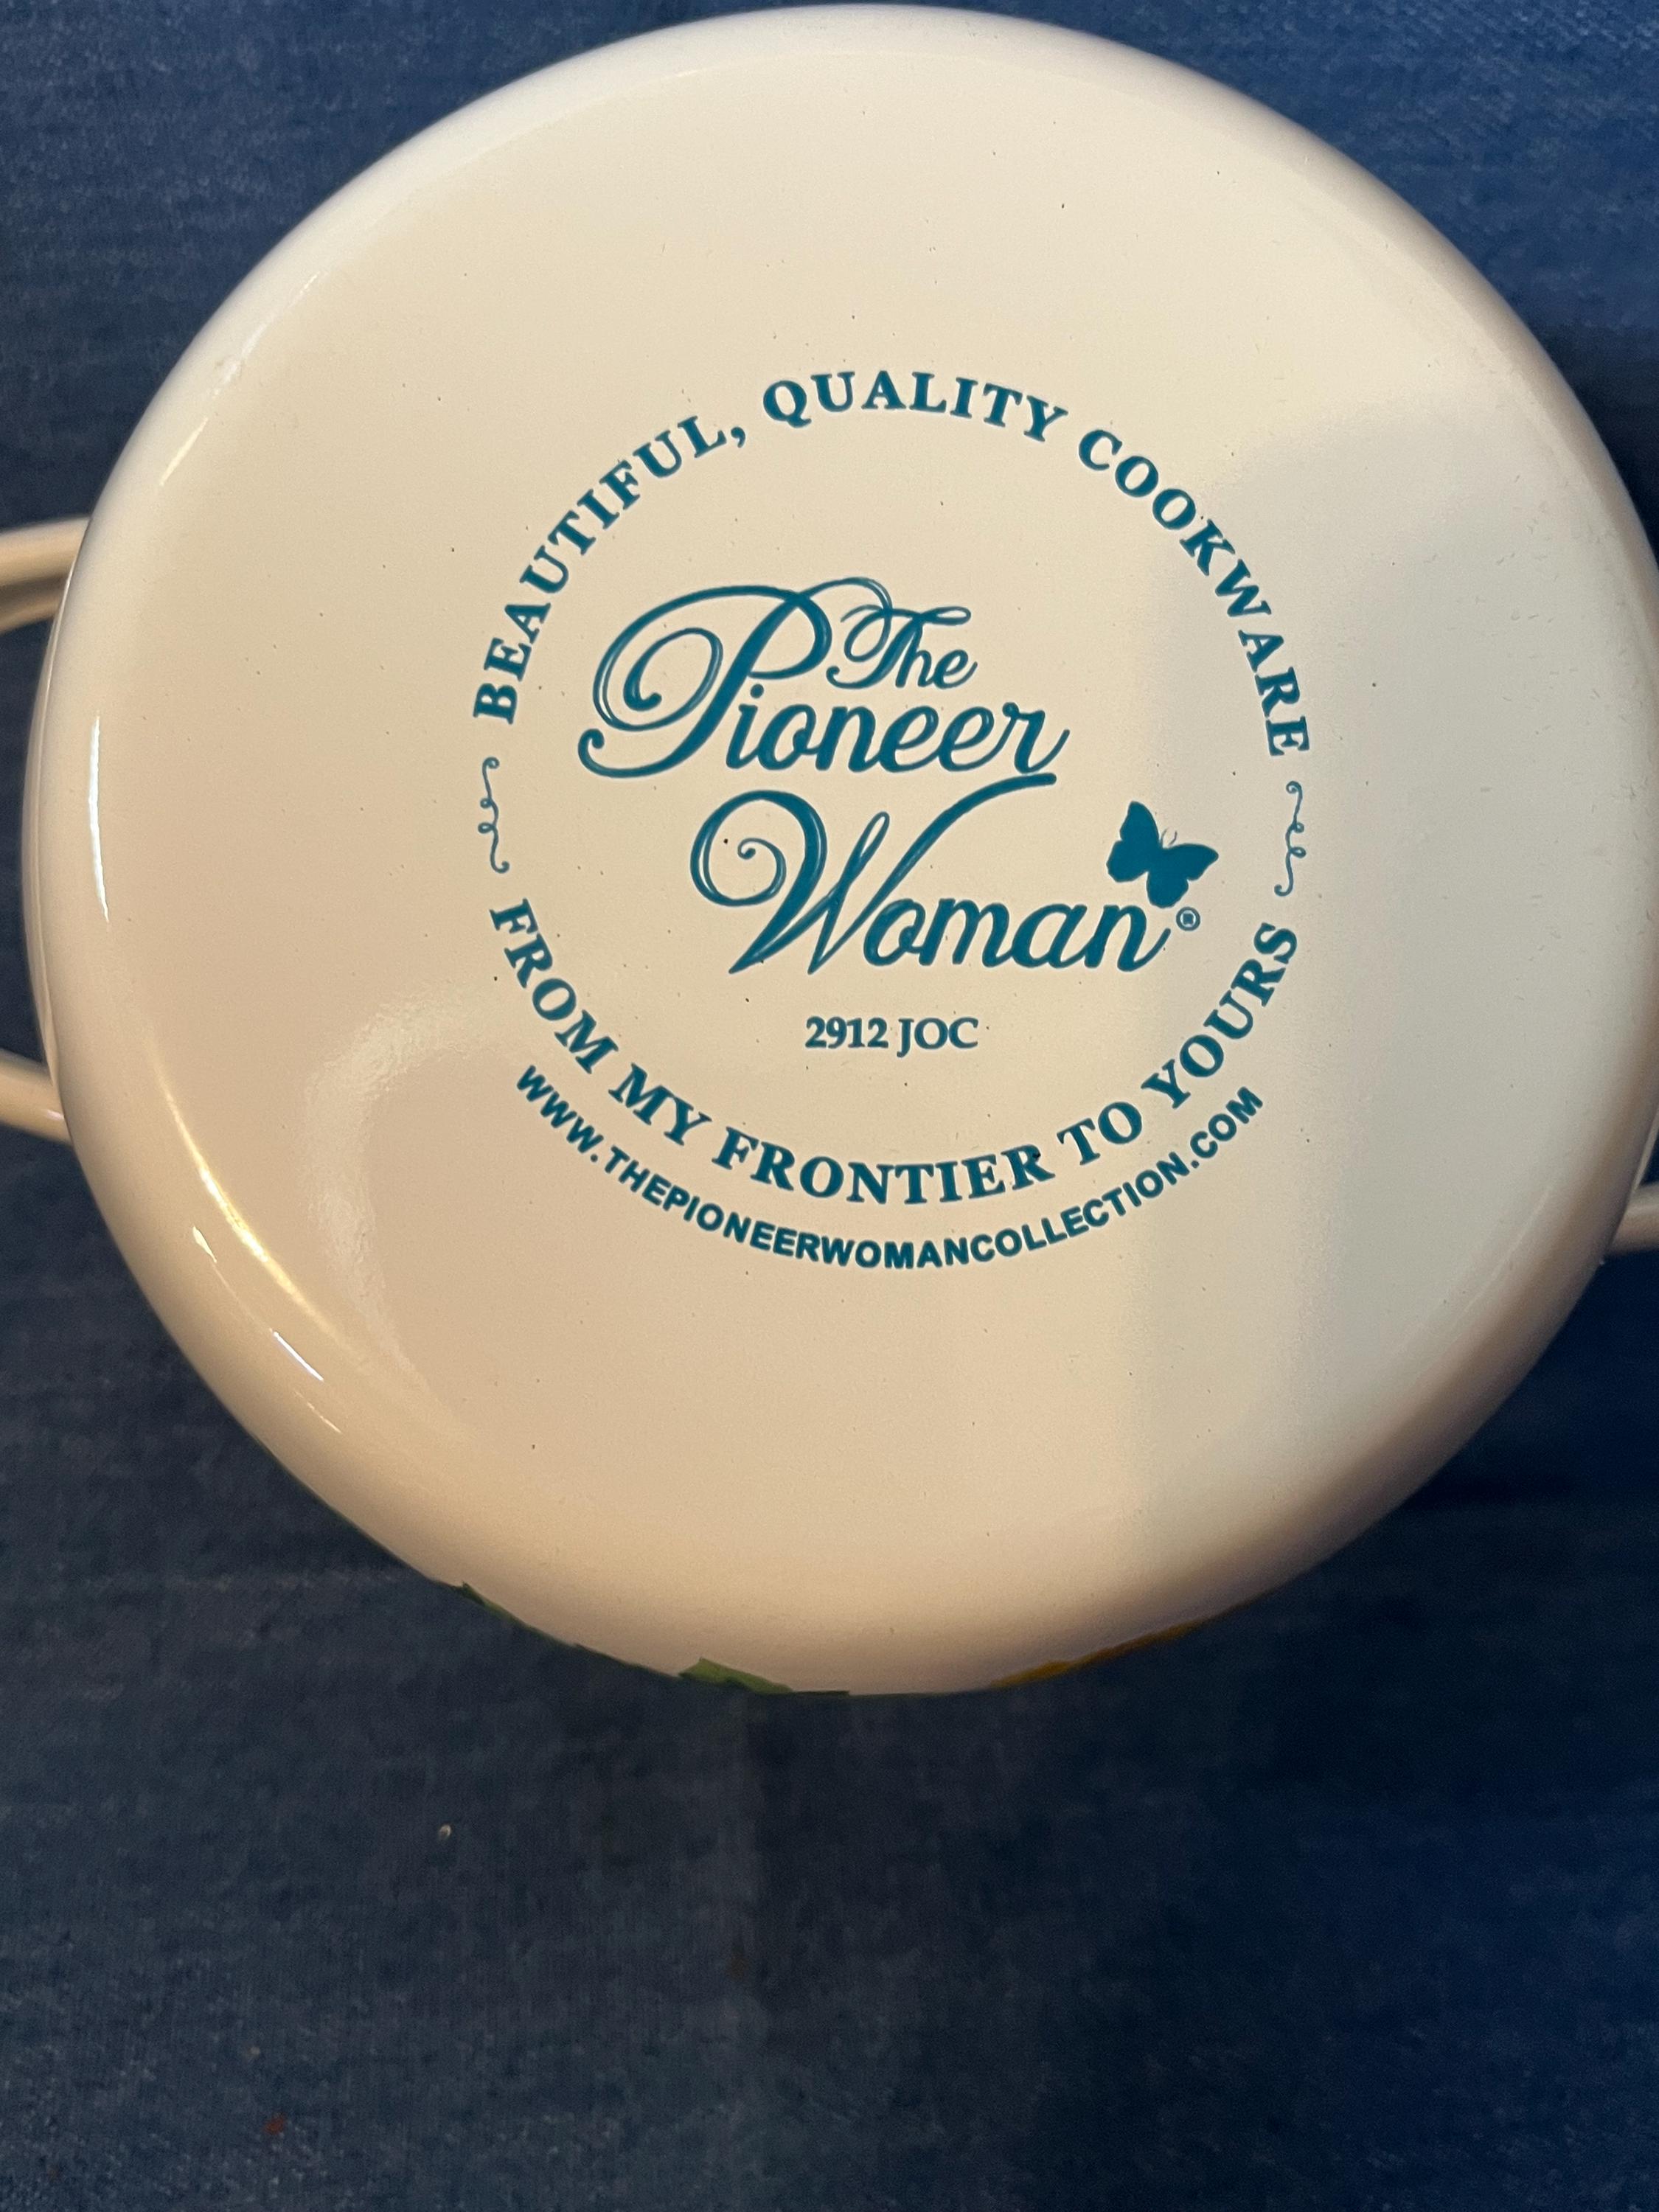 BEAUTIFUL, QUALITY COOKWARE
The
Pioneer
Woman®
2912 JOC
FROM MY FRONTIER TO YOURS
WWW.THEPIONEERWOMANCOLLECTION.COM